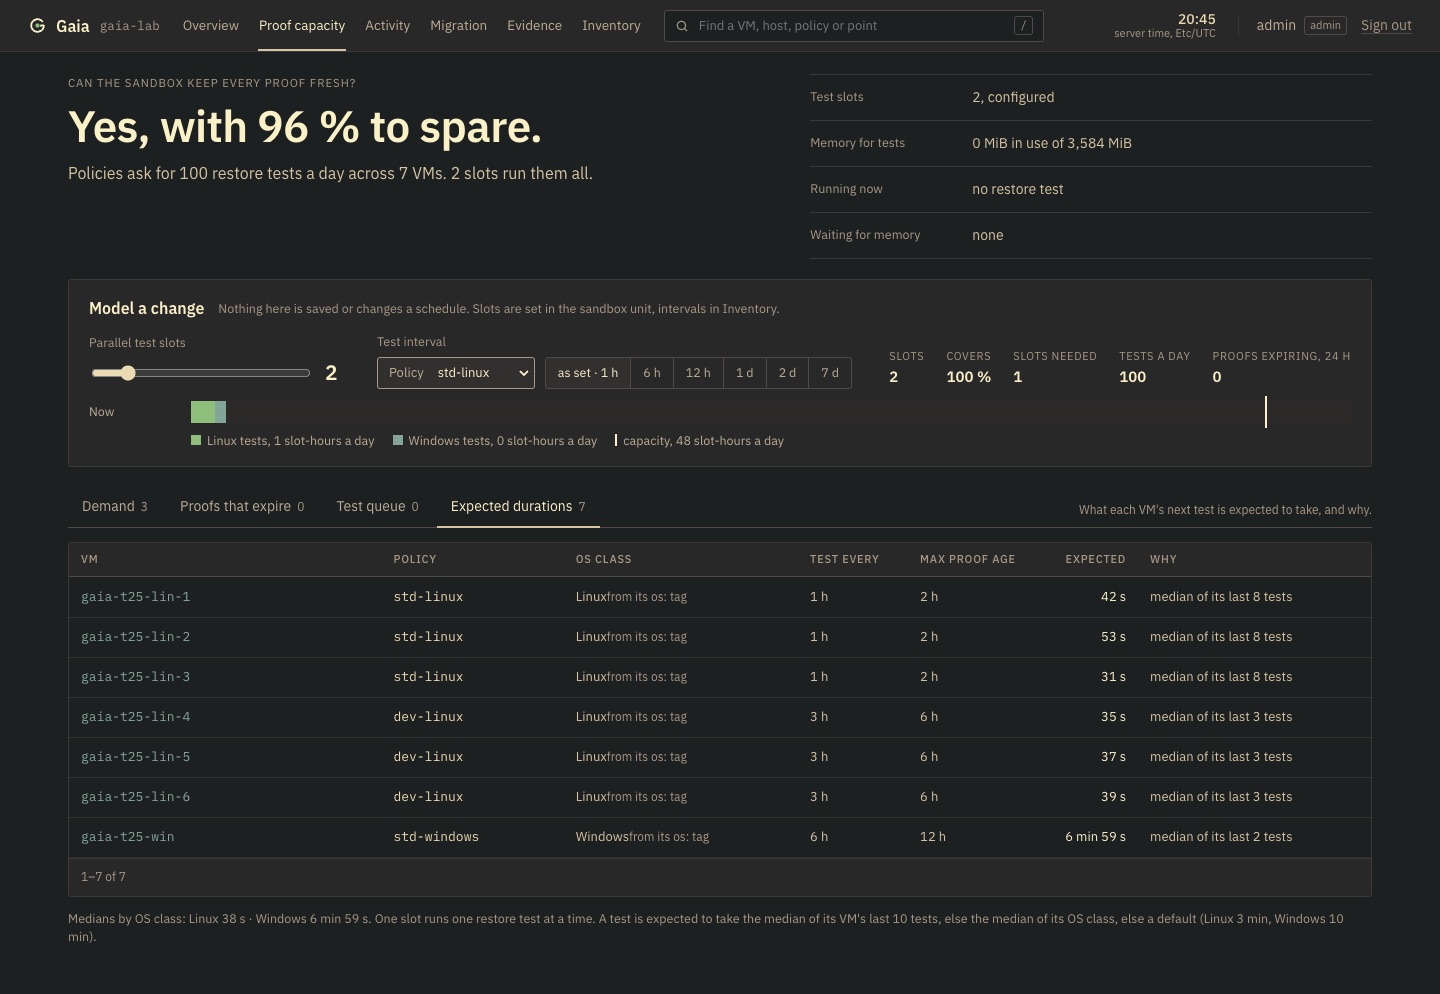 Gaia gaia-lab Overview Proof capacity Activity Migration Evidence Inventory Find a VM, host, policy or point / 20:45 server time, Etc/UTC admin admin Sign out
CAN THE SANDBOX KEEP EVERY PROOF FRESH?
Yes, with 96 % to spare.
Policies ask for 100 restore tests a day across 7 VMs. 2 slots run them all.
Test slots 2, configured
Memory for tests 0 MiB in use of 3,584 MiB
Running now no restore test
Waiting for memory none
Model a change Nothing here is saved or changes a schedule. Slots are set in the sandbox unit, intervals in Inventory.
Parallel test slots
2
Test interval
Policy std-linux as set · 1 h 6 h 12 h 1 d 2 d 7 d
SLOTS COVERS SLOTS NEEDED TESTS A DAY PROOFS EXPIRING, 24 H
2 100 % 1 100 0
Now
Linux tests, 1 slot-hours a day Windows tests, 0 slot-hours a day capacity, 48 slot-hours a day
Demand 3 Proofs that expire 0 Test queue 0 Expected durations 7 What each VM's next test is expected to take, and why.
VM POLICY OS CLASS TEST EVERY MAX PROOF AGE EXPECTED WHY
gaia-t25-lin-1 std-linux Linuxfrom its os: tag 1 h 2 h 42 s median of its last 8 tests
gaia-t25-lin-2 std-linux Linuxfrom its os: tag 1 h 2 h 53 s median of its last 8 tests
gaia-t25-lin-3 std-linux Linuxfrom its os: tag 1 h 2 h 31 s median of its last 8 tests
gaia-t25-lin-4 dev-linux Linuxfrom its os: tag 3 h 6 h 35 s median of its last 3 tests
gaia-t25-lin-5 dev-linux Linuxfrom its os: tag 3 h 6 h 37 s median of its last 3 tests
gaia-t25-lin-6 dev-linux Linuxfrom its os: tag 3 h 6 h 39 s median of its last 3 tests
gaia-t25-win std-windows Windowsfrom its os: tag 6 h 12 h 6 min 59 s median of its last 2 tests
1–7 of 7
Medians by OS class: Linux 38 s · Windows 6 min 59 s. One slot runs one restore test at a time. A test is expected to take the median of its VM's last 10 tests, else the median of its OS class, else a default (Linux 3 min, Windows 10
min).